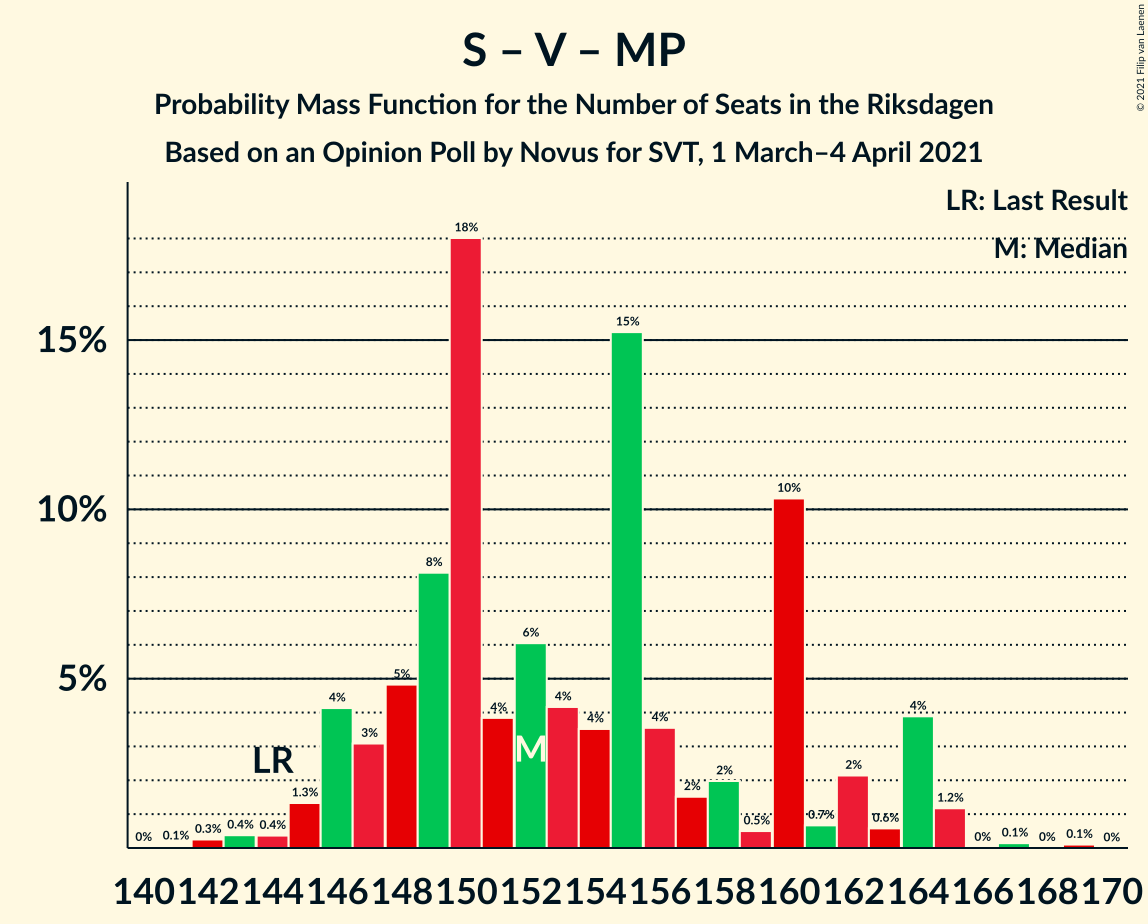 S – V – MP
Probability Mass Function for the Number of Seats in the Riksdagen
Based on an Opinion Poll by Novus for SVT, 1 March–4 April 2021
© 2021 Filip van Laenen
LR: Last Result
M: Median
15%
10%
5%
0% 0.1% 0.3% 0.4% 0.4% 1.3% 4% 3% 5% 8% 18% 4% 6% 4% 4% 15% 4% 2% 2% 0.5% 10% 0.7% 2% 0.6% 4% 1.2% 0% 0.1% 0% 0.1% 0%
LR
M
140 142 144 146 148 150 152 154 156 158 160 162 164 166 168 170